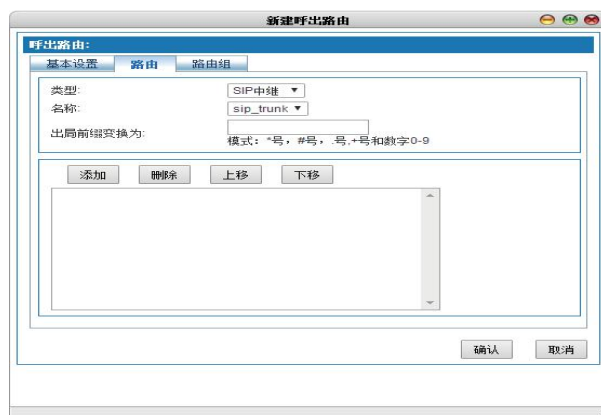 新建呼出路由
呼出路由:
基本设置 路由 路由组
类型: SIP中继
名称: sip_trunk
出局前缀变换为:
模式：*号，#号，.号,+号和数字0-9
添加 删除 上移 下移
确认 取消